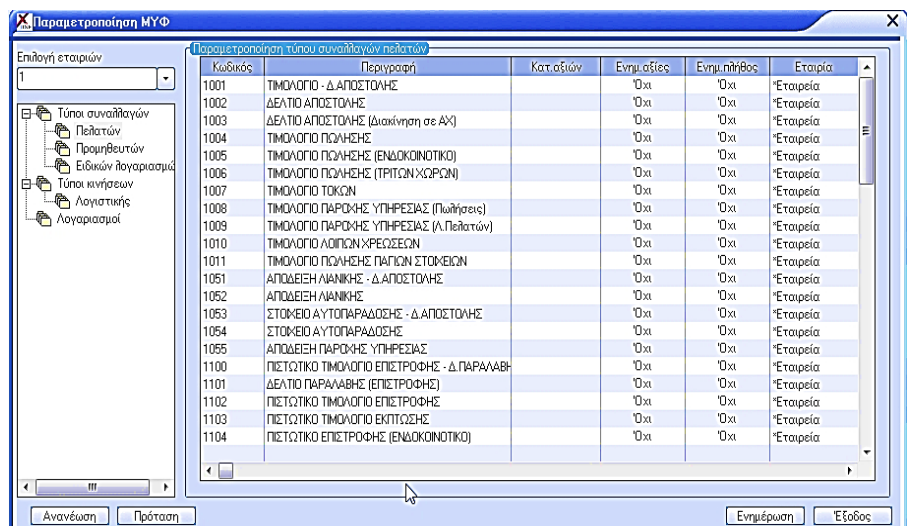 Παραμετροποίηση ΜΥΦ
Επιλογή εταιριών
1
Τύποι συναλλαγών
Πελατών
Προμηθευτών
Ειδικών λογαριασμώ
Τύποι κινήσεων
Λογιστικής
Λογαριασμοί
Παραμετροποίηση τύπου συναλλαγών πελατών
Κωδικός Περιγραφή Κατ.αξιών Ενημ.αξίες Ενημ.πλήθος Εταιρία
1001 ΤΙΜΟΛΟΓΙΟ - Δ.ΑΠΟΣΤΟΛΗΣ Όχι Όχι *Εταιρεία
1002 ΔΕΛΤΙΟ ΑΠΟΣΤΟΛΗΣ Όχι Όχι *Εταιρεία
1003 ΔΕΛΤΙΟ ΑΠΟΣΤΟΛΗΣ (Διακίνηση σε ΑΧ) Όχι Όχι *Εταιρεία
1004 ΤΙΜΟΛΟΓΙΟ ΠΩΛΗΣΗΣ Όχι Όχι *Εταιρεία
1005 ΤΙΜΟΛΟΓΙΟ ΠΩΛΗΣΗΣ (ΕΝΔΟΚΟΙΝΟΤΙΚΟ) Όχι Όχι *Εταιρεία
1006 ΤΙΜΟΛΟΓΙΟ ΠΩΛΗΣΗΣ (ΤΡΙΤΩΝ ΧΩΡΩΝ) Όχι Όχι *Εταιρεία
1007 ΤΙΜΟΛΟΓΙΟ ΤΟΚΩΝ Όχι Όχι *Εταιρεία
1008 ΤΙΜΟΛΟΓΙΟ ΠΑΡΟΧΗΣ ΥΠΗΡΕΣΙΑΣ (Πωλήσεις) Όχι Όχι *Εταιρεία
1009 ΤΙΜΟΛΟΓΙΟ ΠΑΡΟΧΗΣ ΥΠΗΡΕΣΙΑΣ (Λ.Πελατών) Όχι Όχι *Εταιρεία
1010 ΤΙΜΟΛΟΓΙΟ ΛΟΙΠΩΝ ΧΡΕΩΣΕΩΝ Όχι Όχι *Εταιρεία
1011 ΤΙΜΟΛΟΓΙΟ ΠΩΛΗΣΗΣ ΠΑΓΙΩΝ ΣΤΟΙΧΕΙΩΝ Όχι Όχι *Εταιρεία
1051 ΑΠΟΔΕΙΞΗ ΛΙΑΝΙΚΗΣ - Δ.ΑΠΟΣΤΟΛΗΣ Όχι Όχι *Εταιρεία
1052 ΑΠΟΔΕΙΞΗ ΛΙΑΝΙΚΗΣ Όχι Όχι *Εταιρεία
1053 ΣΤΟΙΧΕΙΟ ΑΥΤΟΠΑΡΑΔΟΣΗΣ - Δ.ΑΠΟΣΤΟΛΗΣ Όχι Όχι *Εταιρεία
1054 ΣΤΟΙΧΕΙΟ ΑΥΤΟΠΑΡΑΔΟΣΗΣ Όχι Όχι *Εταιρεία
1055 ΑΠΟΔΕΙΞΗ ΠΑΡΟΧΗΣ ΥΠΗΡΕΣΙΑΣ Όχι Όχι *Εταιρεία
1100 ΠΙΣΤΩΤΙΚΟ ΤΙΜΟΛΟΓΙΟ ΕΠΙΣΤΡΟΦΗΣ - Δ.ΠΑΡΑΛΑΒΗ Όχι Όχι *Εταιρεία
1101 ΔΕΛΤΙΟ ΠΑΡΑΛΑΒΗΣ (ΕΠΙΣΤΡΟΦΗΣ) Όχι Όχι *Εταιρεία
1102 ΠΙΣΤΩΤΙΚΟ ΤΙΜΟΛΟΓΙΟ ΕΠΙΣΤΡΟΦΗΣ Όχι Όχι *Εταιρεία
1103 ΠΙΣΤΩΤΙΚΟ ΤΙΜΟΛΟΓΙΟ ΕΚΠΤΩΣΗΣ Όχι Όχι *Εταιρεία
1104 ΠΙΣΤΩΤΙΚΟ ΕΠΙΣΤΡΟΦΗΣ (ΕΝΔΟΚΟΙΝΟΤΙΚΟ) Όχι Όχι *Εταιρεία
Ανανέωση Πρόταση Ενημέρωση Έξοδος